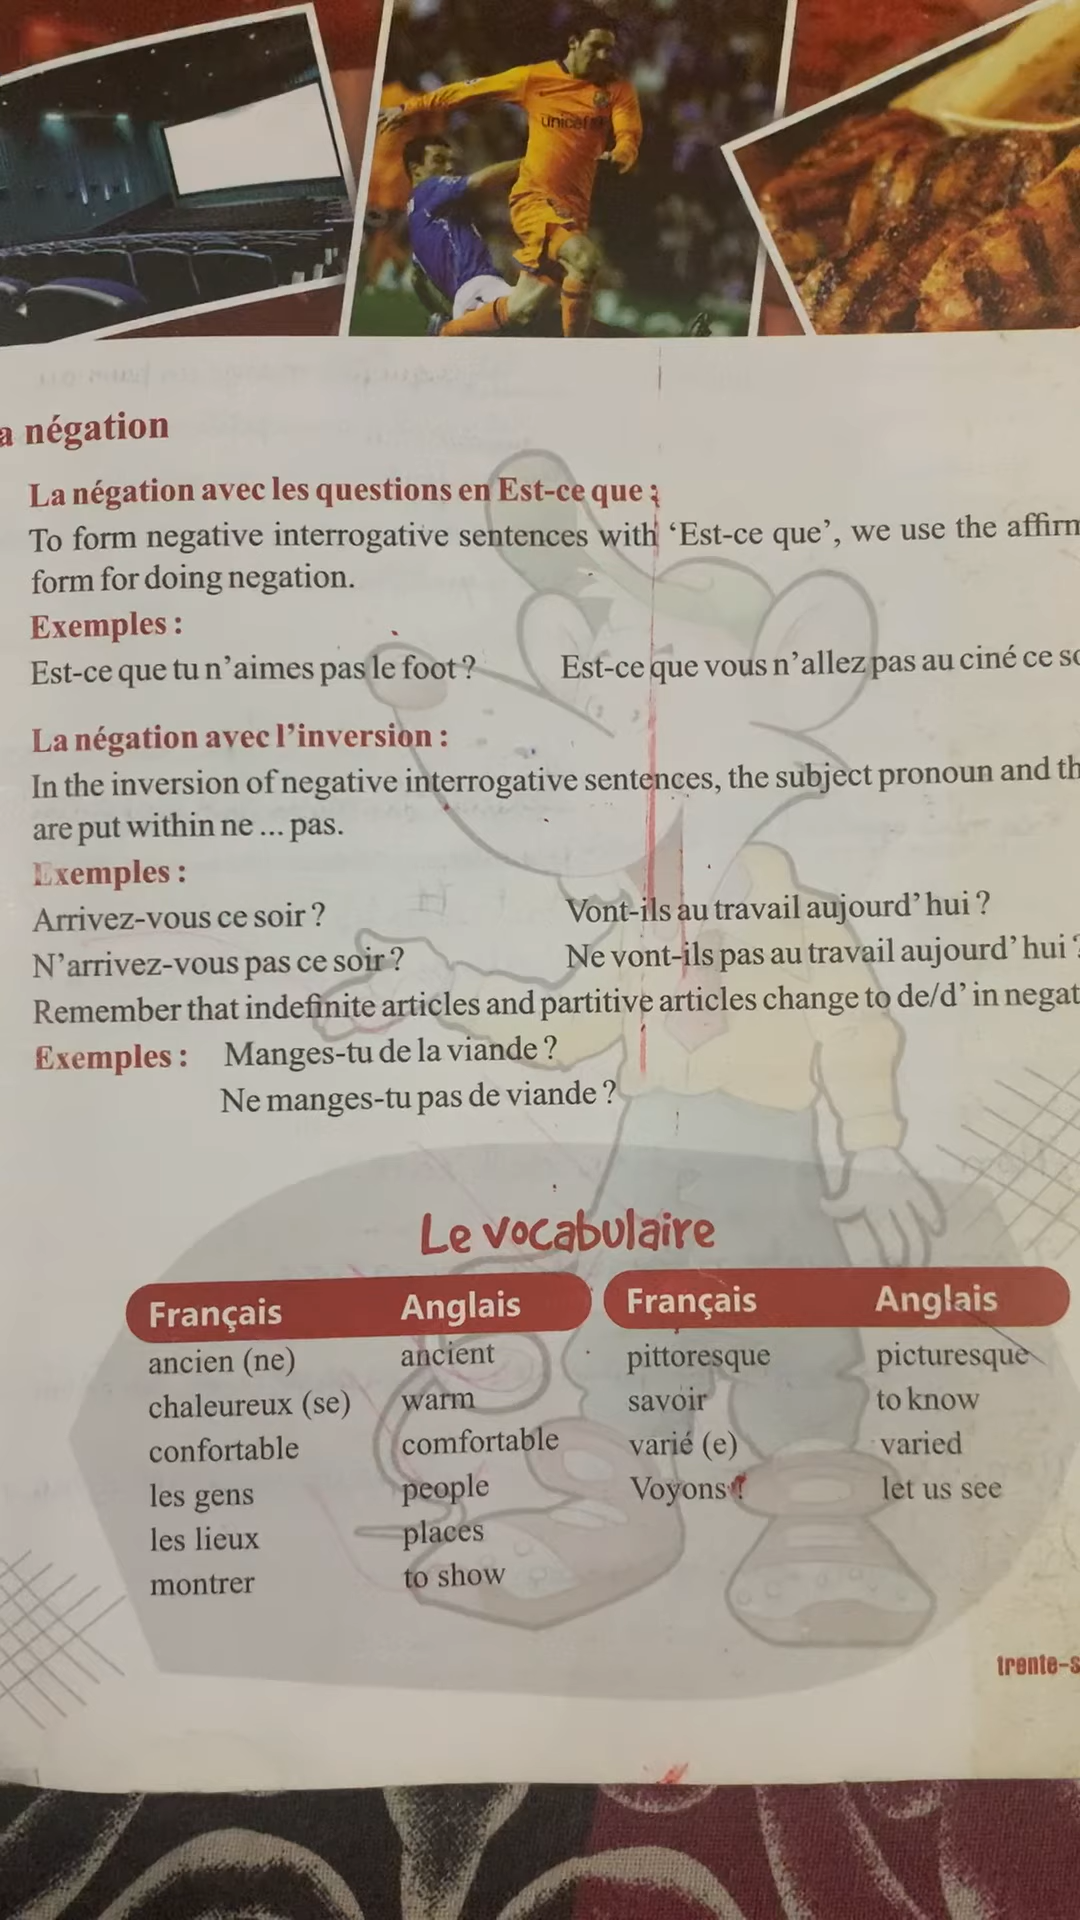 unicef
a négation
La négation avec les questions en Est-ce que :
To form negative interrogative sentences with ‘Est-ce que’, we use the affirm
form for doing negation.
Exemples :
Est-ce que tu n’aimes pas le foot ? Est-ce que vous n’allez pas au ciné ce so
La négation avec l’inversion :
In the inversion of negative interrogative sentences, the subject pronoun and th
are put within ne ... pas.
Exemples :
Arrivez-vous ce soir ? Vont-ils au travail aujourd’ hui ?
N’arrivez-vous pas ce soir ? Ne vont-ils pas au travail aujourd’ hui ?
Remember that indefinite articles and partitive articles change to de/d’ in negat
Exemples : Manges-tu de la viande ?
Ne manges-tu pas de viande ?
Le vocabulaire
Français Anglais Français Anglais
ancien (ne) ancient pittoresque picturesque
chaleureux (se) warm savoir to know
confortable comfortable varié (e) varied
les gens people Voyons ! let us see
les lieux places
montrer to show
trente-s